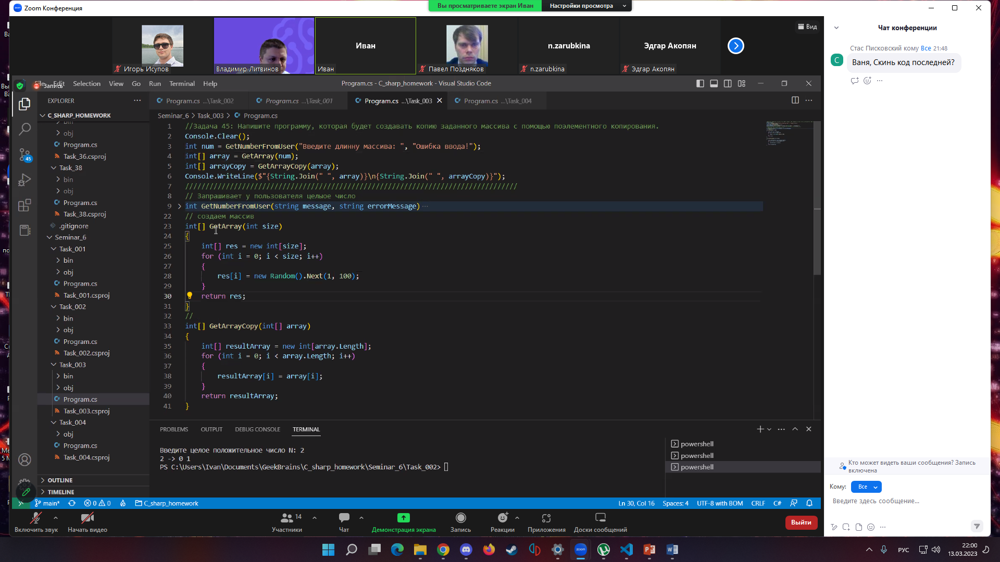 Zoom Конференция
Вы просматриваете экран Иван
Настройки просмотра
Вид
Игорь Исупов
Владимир Литвинов
Иван
Иван
Павел Поздняков
n.zarubkina
n.zarubkina
Эдгар Акопян
Эдгар Акопян
Запись
Edit Selection View Go Run Terminal Help
Program.cs - C_sharp_homework - Visual Studio Code
EXPLORER
C_SHARP_HOMEWORK
bin
obj
Program.cs
Task_36.csproj
Task_38
bin
obj
Program.cs
Task_38.csproj
.gitignore
Seminar_6
Task_001
bin
obj
Program.cs
Task_001.csproj
Task_002
bin
obj
Program.cs
Task_002.csproj
Task_003
bin
obj
Program.cs
Task_003.csproj
Task_004
obj
Program.cs
Task_004.csproj
OUTLINE
TIMELINE
45
Program.cs ...\Task_002
Program.cs ...\Task_001
Program.cs ...\Task_003
Program.cs ...\Task_004
Seminar_6 > Task_003 > Program.cs
1 //Задача 45: Напишите программу, которая будет создавать копию заданного массива с помощью поэлементного копирования.
2 Console.Clear();
3 int num = GetNumberFromUser("Введите длинну массива: ", "Ошибка ввода!");
4 int[] array = GetArray(num);
5 int[] arrayCopy = GetArrayCopy(array);
6 Console.WriteLine($"{String.Join(" ", array)}\n{String.Join(" ", arrayCopy)}");
7 //////////////////////////////////////////////////////////////////////////////////
8 // Запрашивает у пользователя целыое число
9 int GetNumberFromUser(string message, string errorMessage) ...
22 // создаем массив
23 int[] GetArray(int size)
24 {
25 int[] res = new int[size];
26 for (int i = 0; i < size; i++)
27 {
28 res[i] = new Random().Next(1, 100);
29 }
30 return res;
31 }
32 //
33 int[] GetArrayCopy(int[] array)
34 {
35 int[] resultArray = new int[array.Length];
36 for (int i = 0; i < array.Length; i++)
37 {
38 resultArray[i] = array[i];
39 }
40 return resultArray;
41 }
PROBLEMS OUTPUT DEBUG CONSOLE TERMINAL
Введите целое положительное число N: 2
2 -> 0 1
PS C:\Users\Ivan\Documents\GeekBrains\C_sharp_homework\Seminar_6\Task_002>
powershell
powershell
powershell
main* 0 0 C_sharp_homework
Ln 30, Col 16 Spaces: 4 UTF-8 with BOM CRLF C#
Включить звук
Начать видео
14
Участники
Чат
Демонстрация экрана
Запись
Реакции
Приложения
Доски сообщений
Выйти
Чат конференции
Стас Писковский кому Все 21:48
С
Ваня, Скинь код последней?
Кто может видеть ваши сообщения? Запись
включена
Кому: Все
Введите здесь сообщение...
zoom
РУС
22:00
13.03.2023